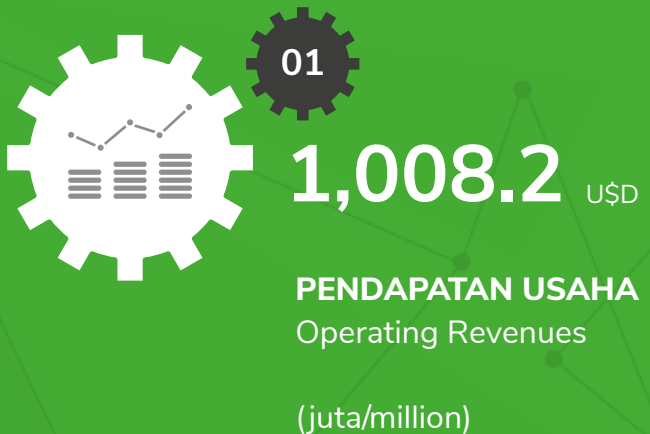 01
1,008.2 U$D
PENDAPATAN USAHA
Operating Revenues
(juta/million)